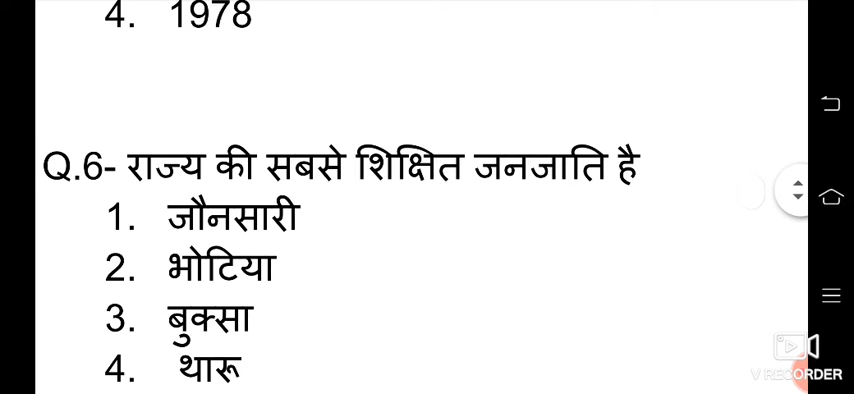 4. 1978
Q.6- राज्य की सबसे शिक्षित जनजाति है
1. जौनसारी
2. भोटिया
3. बुक्सा
4. थारू
V RECORDER